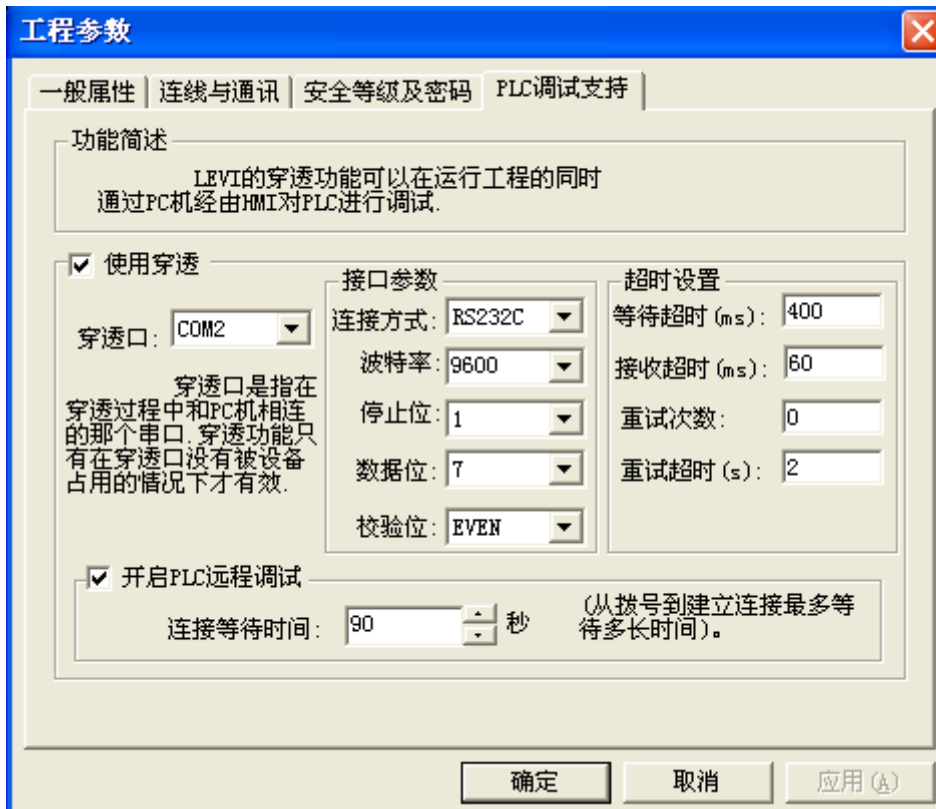 工程参数
一般属性 连线与通讯 安全等级及密码 PLC调试支持
功能简述
LEVI的穿透功能可以在运行工程的同时
通过PC机经由HMI对PLC进行调试.
使用穿透
穿透口: COM2
穿透口是指在
穿透过程中和PC机相连
的那个串口.穿透功能只
有在穿透口没有被设备
占用的情况下才有效.
接口参数
连接方式: RS232C
波特率: 9600
停止位: 1
数据位: 7
校验位: EVEN
超时设置
等待超时(ms): 400
接收超时(ms): 60
重试次数: 0
重试超时(s): 2
开启PLC远程调试
连接等待时间: 90 秒
(从拨号到建立连接最多等
待多长时间)。
确定 取消 应用(A)